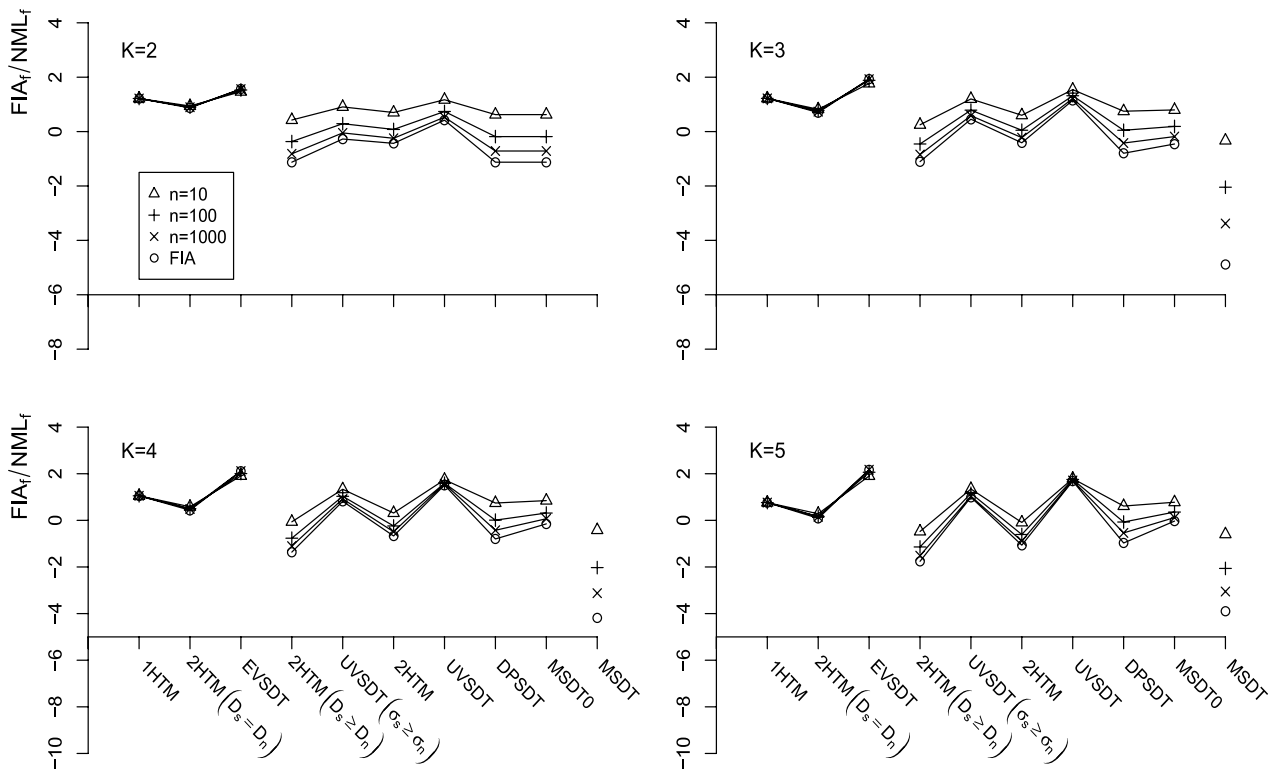 FIA_f/NML_f
4
2
0
−2
−4
−6
−8
K=2
n=10
n=100
n=1000
FIA
4
2
0
−2
−4
−6
−8
K=3
FIA_f/NML_f
4
2
0
−2
−4
−6
−8
−10
K=4
1HTM
2HTM(D_s = D_n)
EVSDT
2HTM(D_s ≥ D_n)
UVSDT(σ_s ≥ σ_n)
2HTM
UVSDT
DPSDT
MSDT0
MSDT
4
2
0
−2
−4
−6
−8
−10
K=5
1HTM
2HTM(D_s = D_n)
EVSDT
2HTM(D_s ≥ D_n)
UVSDT(σ_s ≥ σ_n)
2HTM
UVSDT
DPSDT
MSDT0
MSDT